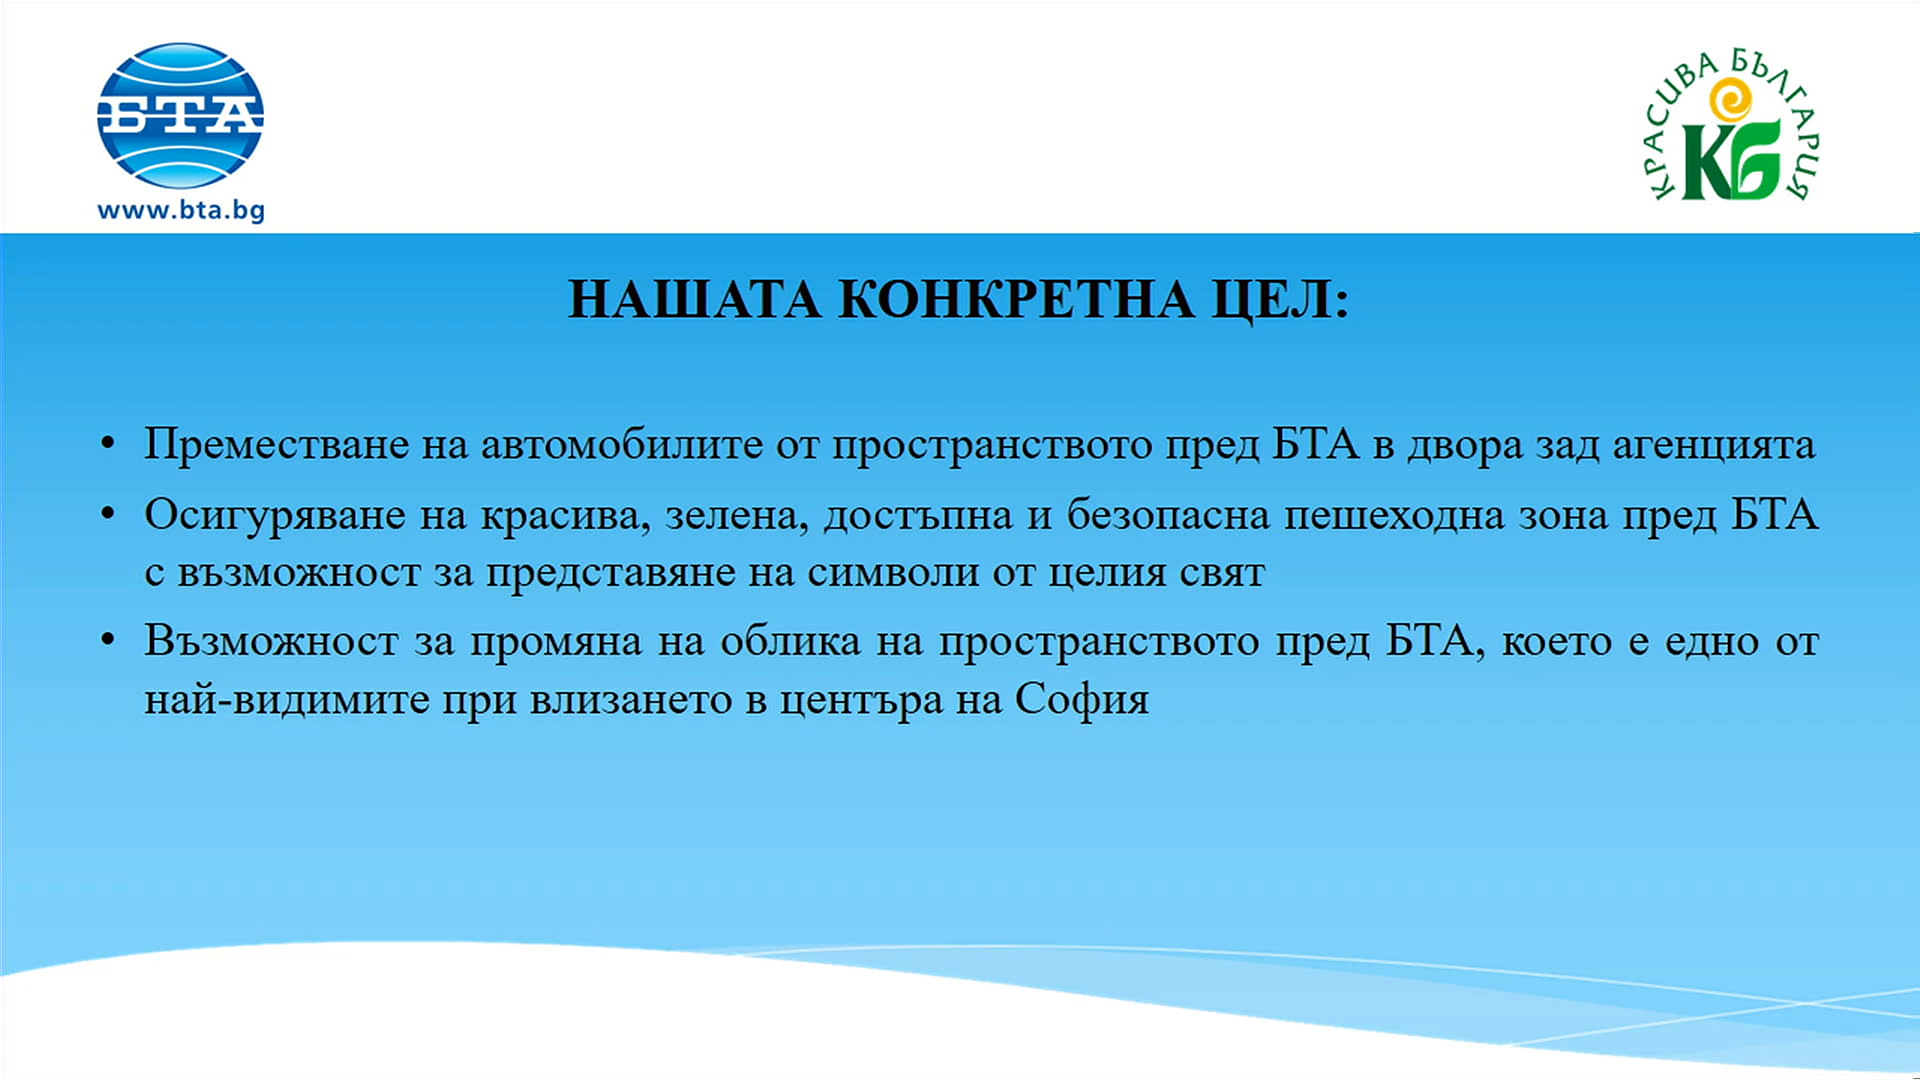 БТА
www.bta.bg
КРАСИВА БЪЛГАРИЯ
КБ
НАШАТА КОНКРЕТНА ЦЕЛ:
• Преместване на автомобилите от пространството пред БТА в двора зад агенцията
• Осигуряване на красива, зелена, достъпна и безопасна пешеходна зона пред БТА
с възможност за представяне на символи от целия свят
• Възможност за промяна на облика на пространството пред БТА, което е едно от
най-видимите при влизането в центъра на София